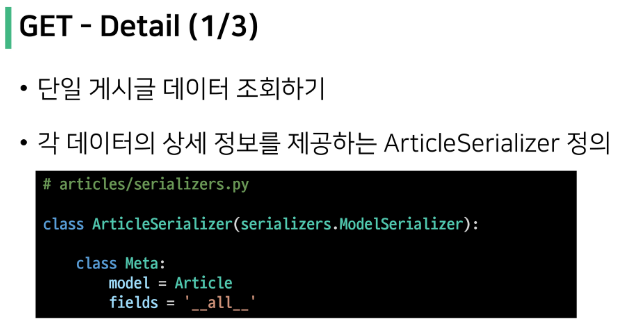 GET - Detail (1/3)
• 단일 게시글 데이터 조회하기
• 각 데이터의 상세 정보를 제공하는 ArticleSerializer 정의
# articles/serializers.py
class ArticleSerializer(serializers.ModelSerializer):
    class Meta:
        model = Article
        fields = '__all__'